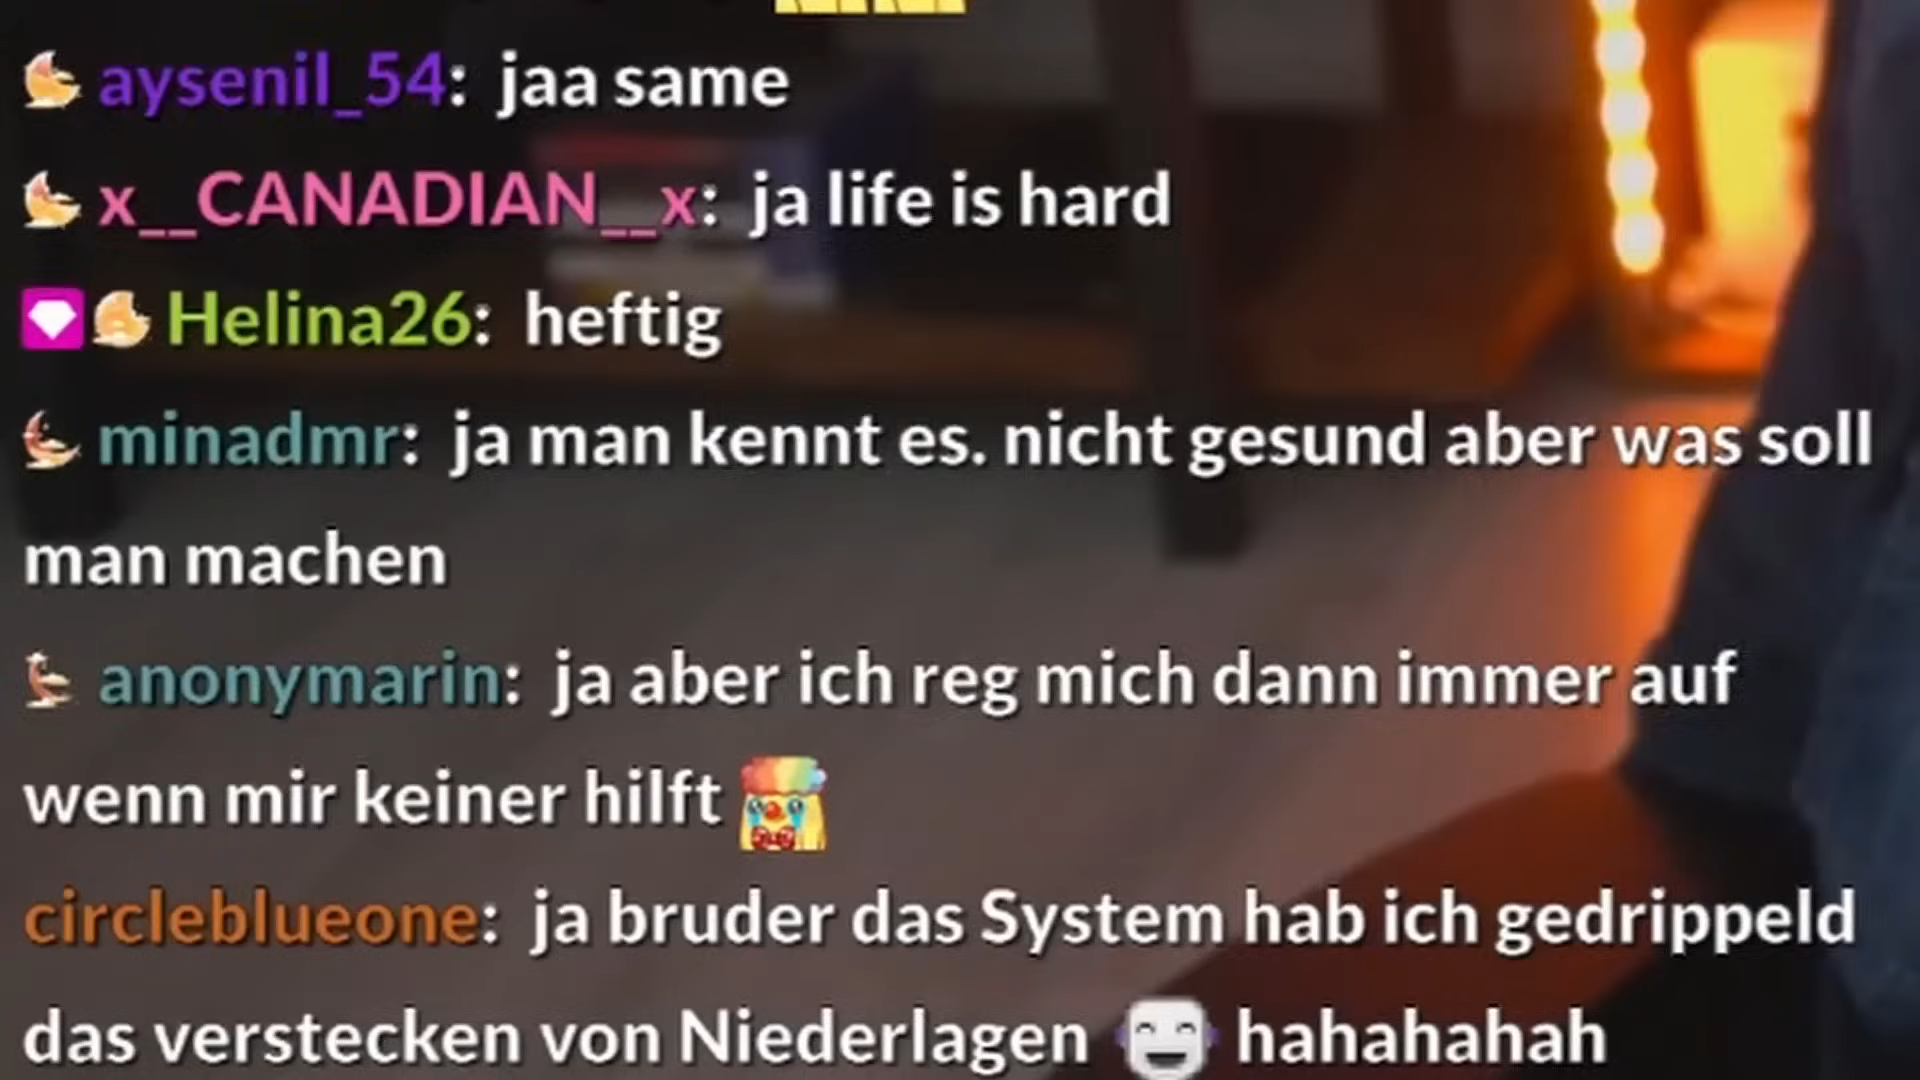 aysenil_54: jaa same
x__CANADIAN__x: ja life is hard
Helina26: heftig
minadmr: ja man kennt es. nicht gesund aber was soll
man machen
anonymarin: ja aber ich reg mich dann immer auf
wenn mir keiner hilft
circleblueone: ja bruder das System hab ich gedrippeld
das verstecken von Niederlagen hahahahah